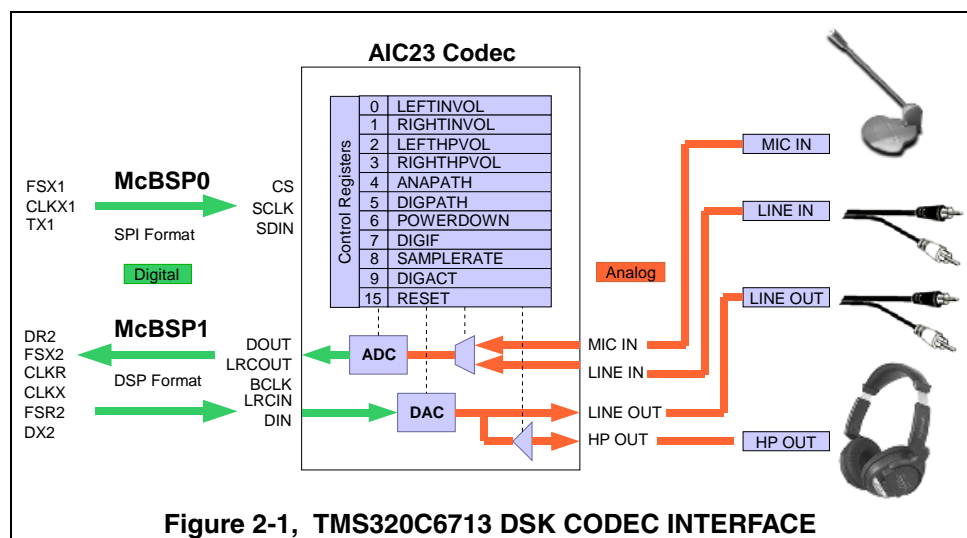 AIC23 Codec
Control Registers
0 LEFTINVOL
1 RIGHTINVOL
2 LEFTHPVOL
3 RIGHTHPVOL
4 ANAPATH
5 DIGPATH
6 POWERDOWN
7 DIGIF
8 SAMPLERATE
9 DIGACT
15 RESET
FSX1
CLKX1
TX1
McBSP0
SPI Format
CS
SCLK
SDIN
Digital
Analog
McBSP1
DSP Format
DR2
FSX2
CLKR
CLKX
FSR2
DX2
DOUT
LRCOUT
BCLK
LRCIN
DIN
ADC
DAC
MIC IN
LINE IN
LINE OUT
HP OUT
MIC IN
LINE IN
LINE OUT
HP OUT
Figure 2-1, TMS320C6713 DSK CODEC INTERFACE